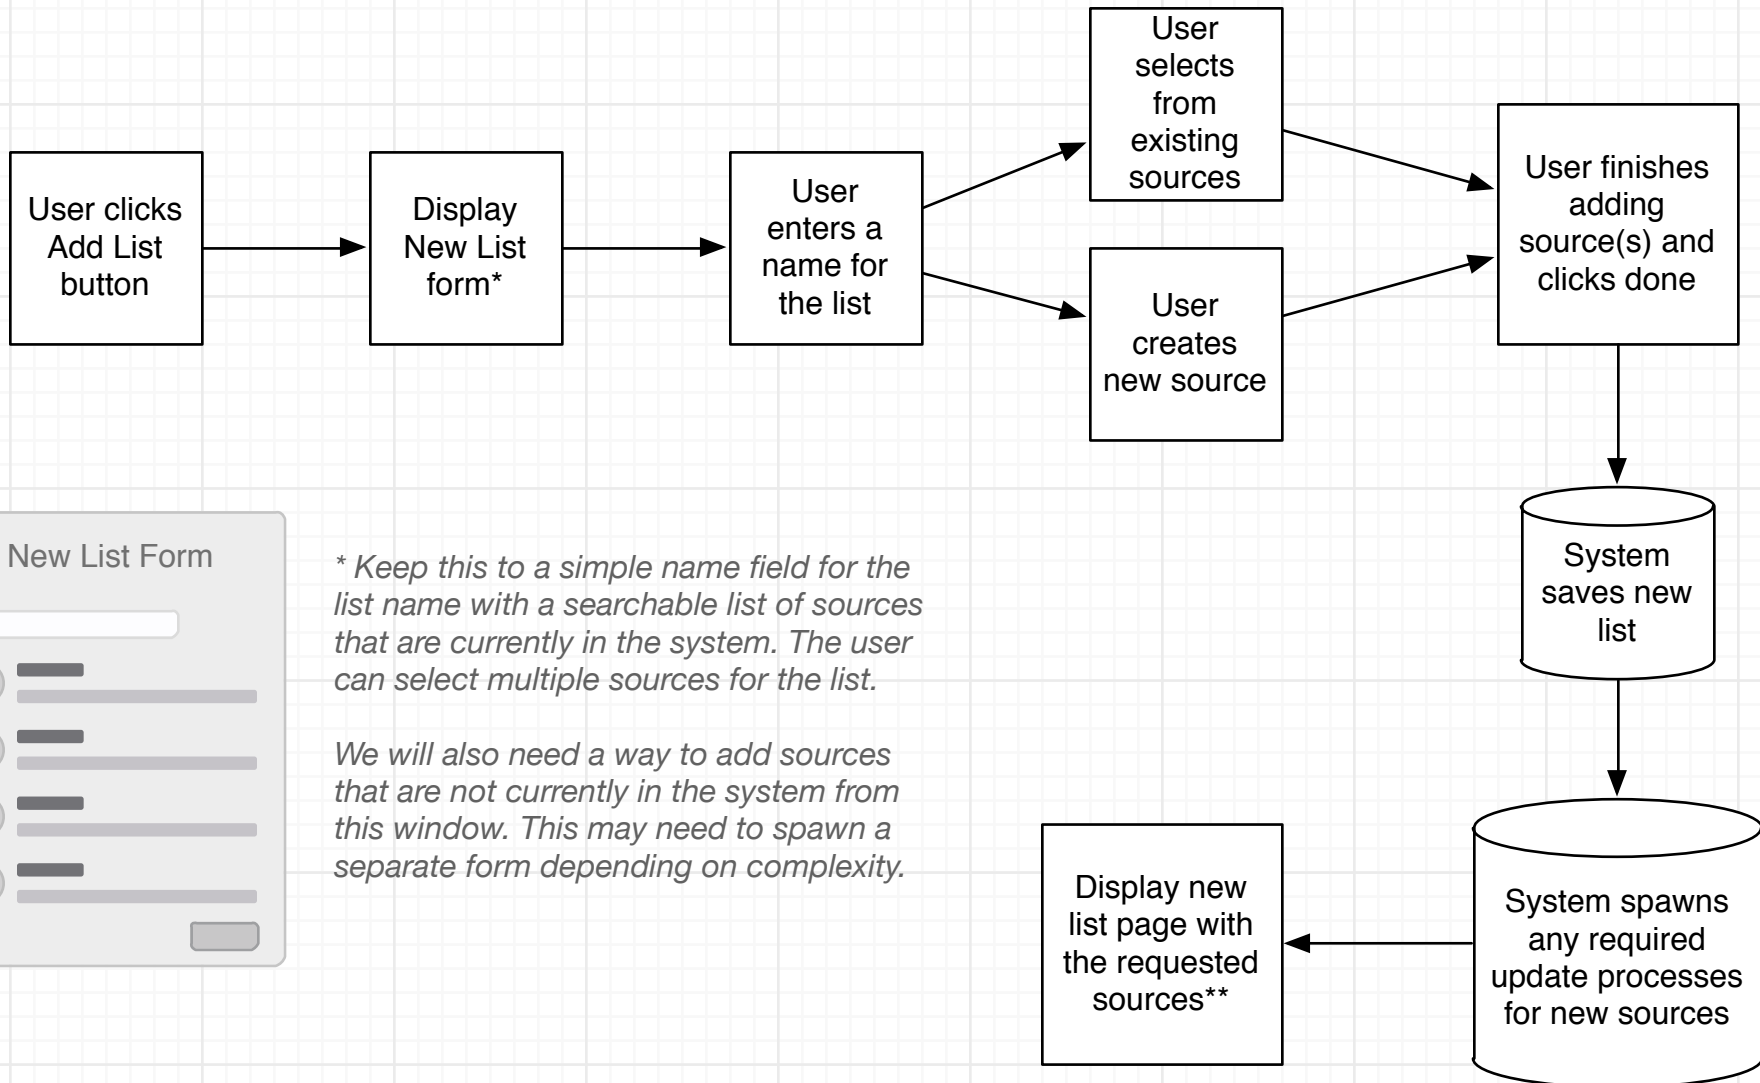 User clicks
Add List
button
Display
New List
form*
User
enters a
name for
the list
User
selects
from
existing
sources
User
creates
new source
User finishes
adding
source(s) and
clicks done
System
saves new
list
System spawns
any required
update processes
for new sources
Display new
list page with
the requested
sources**
New List Form
* Keep this to a simple name field for the
list name with a searchable list of sources
that are currently in the system. The user
can select multiple sources for the list.
We will also need a way to add sources
that are not currently in the system from
this window. This may need to spawn a
separate form depending on complexity.